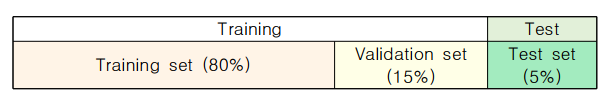 Training
Test
Training set (80%)
Validation set
(15%)
Test set
(5%)